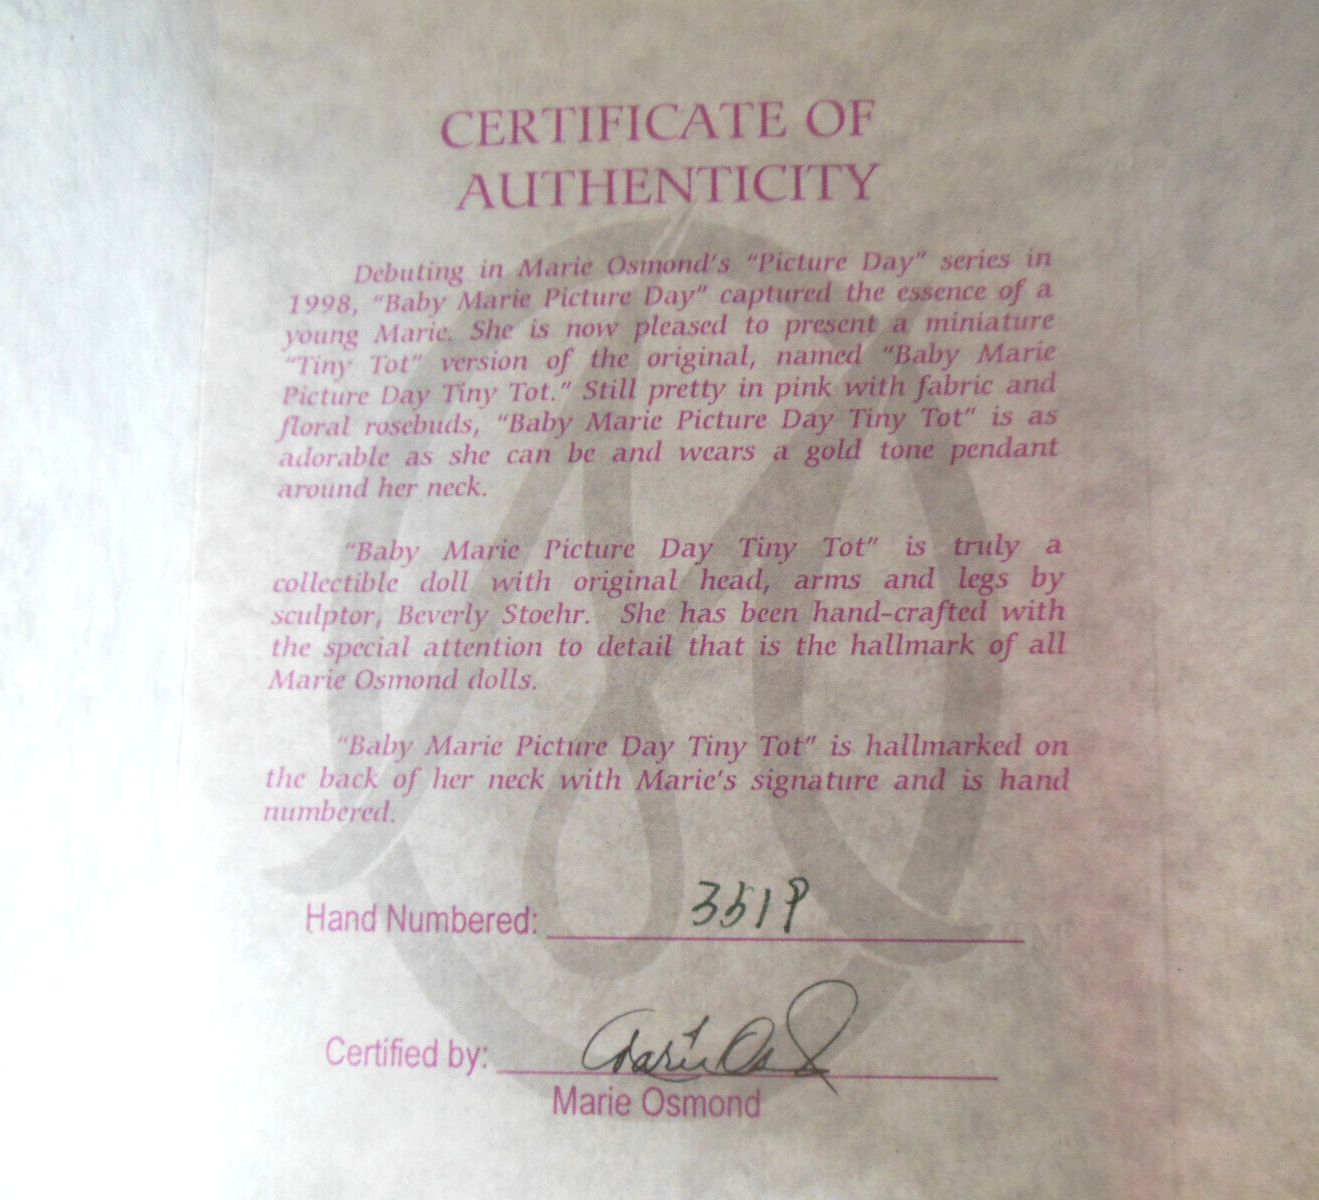 CERTIFICATE OF
AUTHENTICITY
Debuting in Marie Osmond's "Picture Day" series in
1998, "Baby Marie Picture Day" captured the essence of a
young Marie. She is now pleased to present a miniature
"Tiny Tot" version of the original, named "Baby Marie
Picture Day Tiny Tot." Still pretty in pink with fabric and
floral rosebuds, "Baby Marie Picture Day Tiny Tot" is as
adorable as she can be and wears a gold tone pendant
around her neck.
"Baby Marie Picture Day Tiny Tot" is truly a
collectible doll with original head, arms and legs by
sculptor, Beverly Stoehr. She has been hand-crafted with
the special attention to detail that is the hallmark of all
Marie Osmond dolls.
"Baby Marie Picture Day Tiny Tot" is hallmarked on
the back of her neck with Marie's signature and is hand
numbered.
Hand Numbered: 3519
TM
Certified by: Marie Os
Marie Osmond